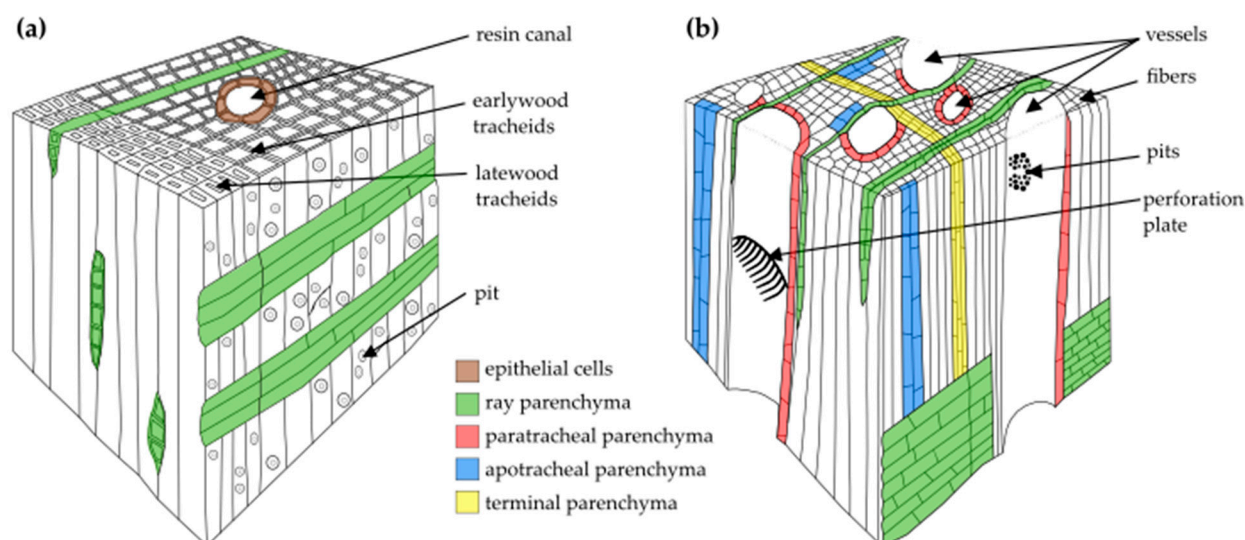 (a)
resin canal
earlywood
tracheids
latewood
tracheids
pit
epithelial cells
ray parenchyma
paratracheal parenchyma
apotracheal parenchyma
terminal parenchyma
(b)
vessels
fibers
pits
perforation
plate